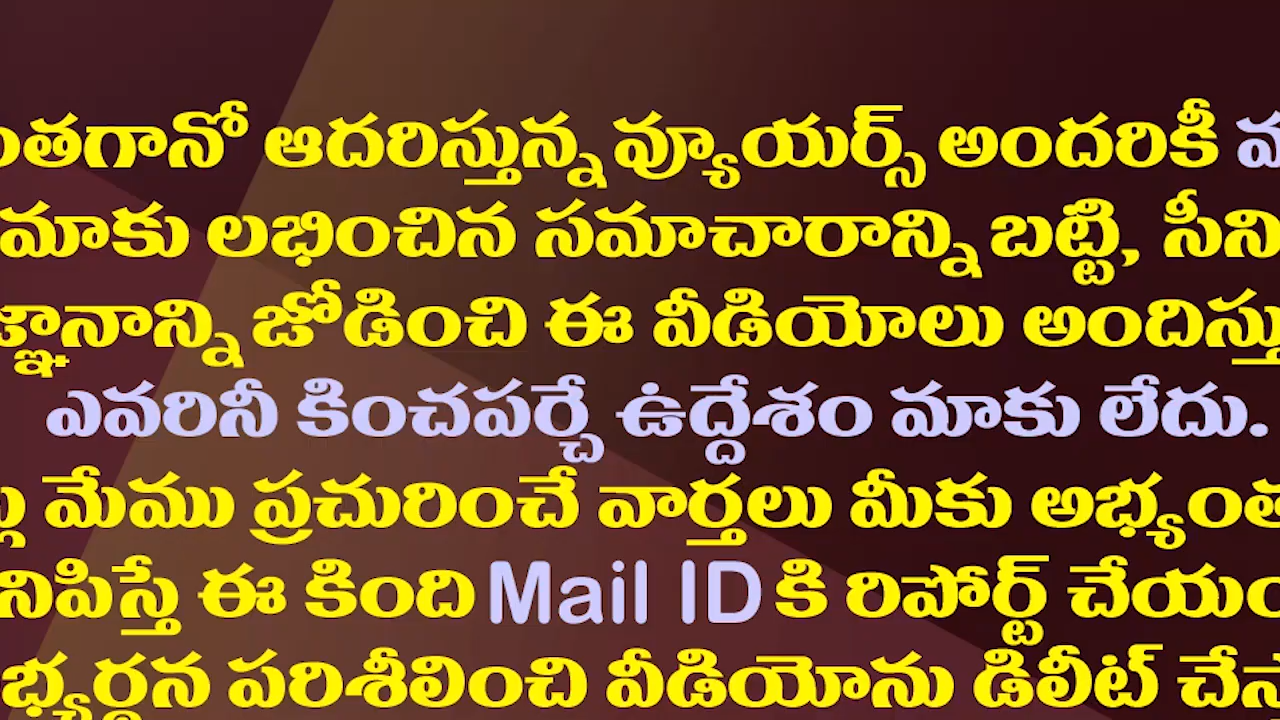 ఆదరిస్తున్న వ్యూయర్స్ అందరికీ
మాకు లభించిన సమాచారాన్ని బట్టి,
జోడించి ఈ వీడియోలు
ఎవరినీ కించపర్చే ఉద్దేశం మాకు లేదు.
మేము ప్రచురించే వార్తలు మీకు
ఈ కింది Mail ID కి రిపోర్ట్
పరిశీలించి వీడియోను డిలీట్